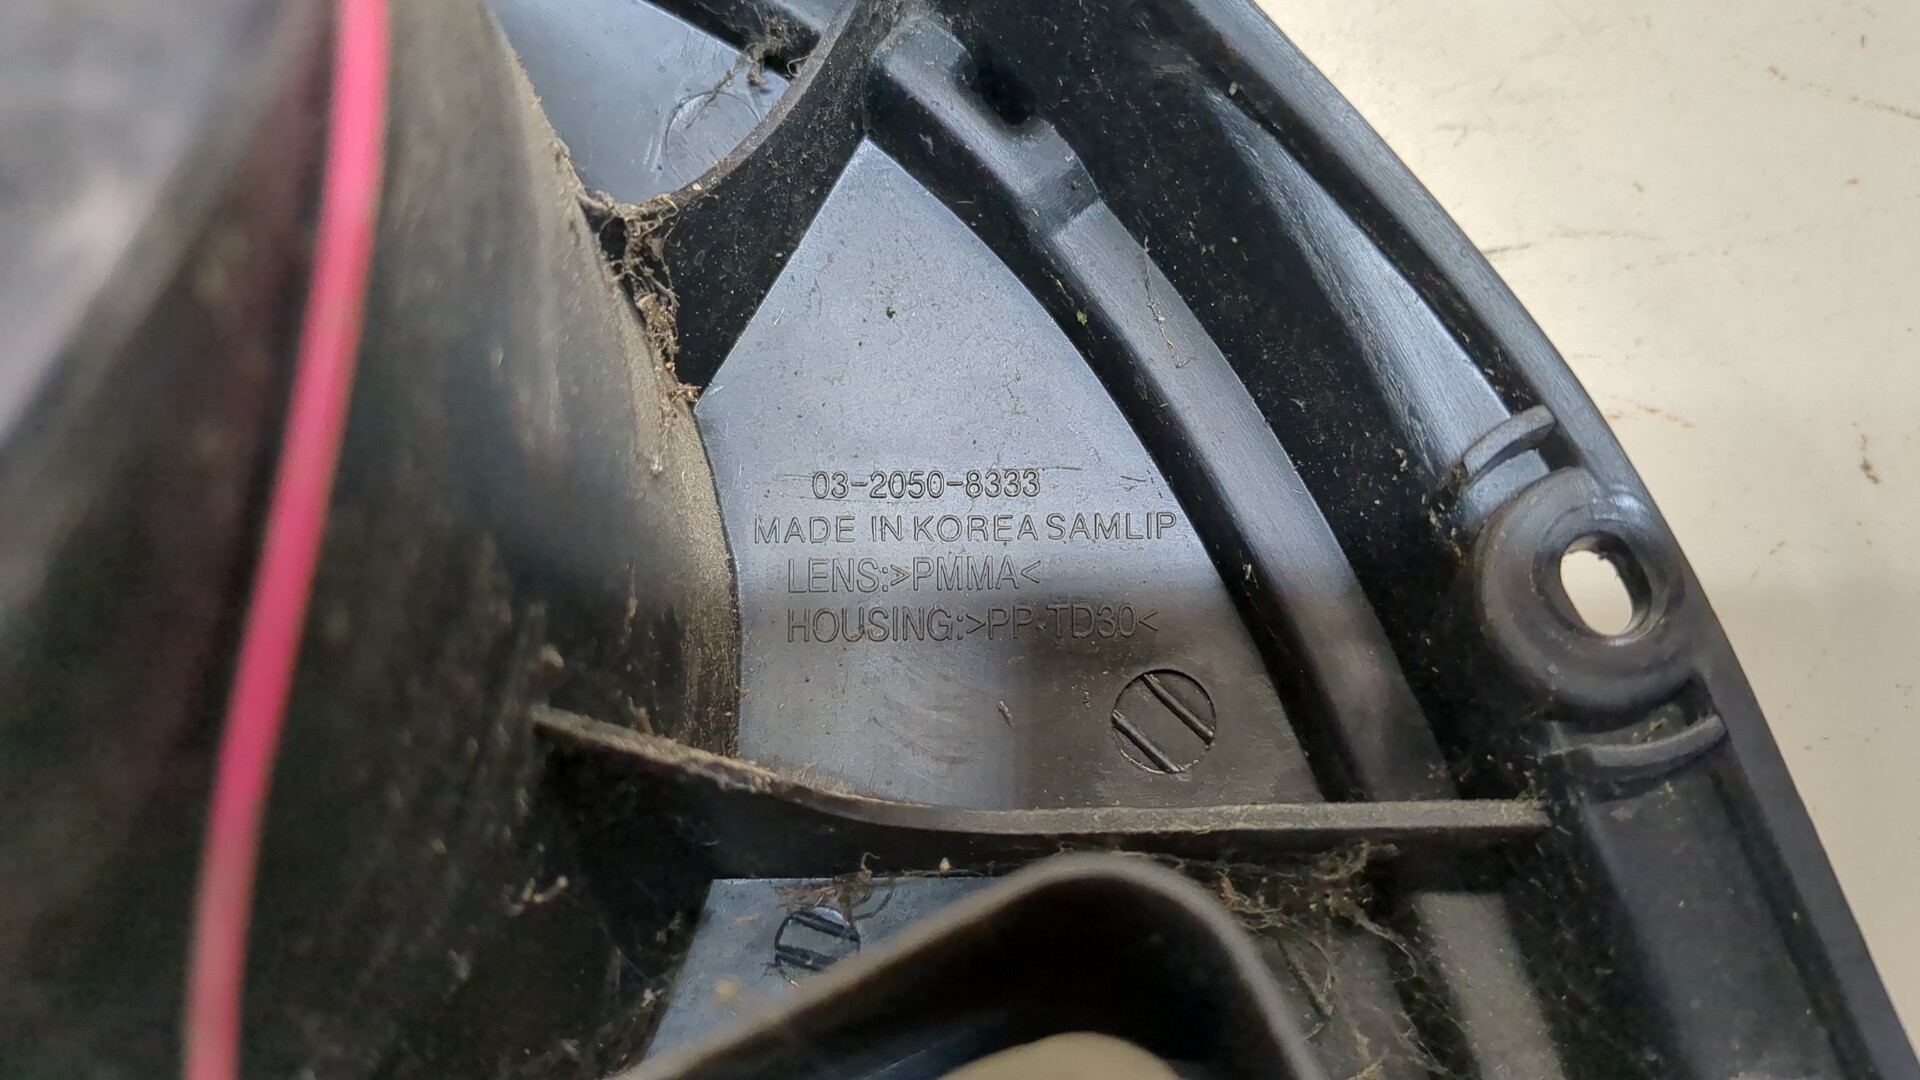 03-2050-8333
MADE IN KOREA SAMLIP
LENS:>PMMA<
HOUSING:>PP-TD30<